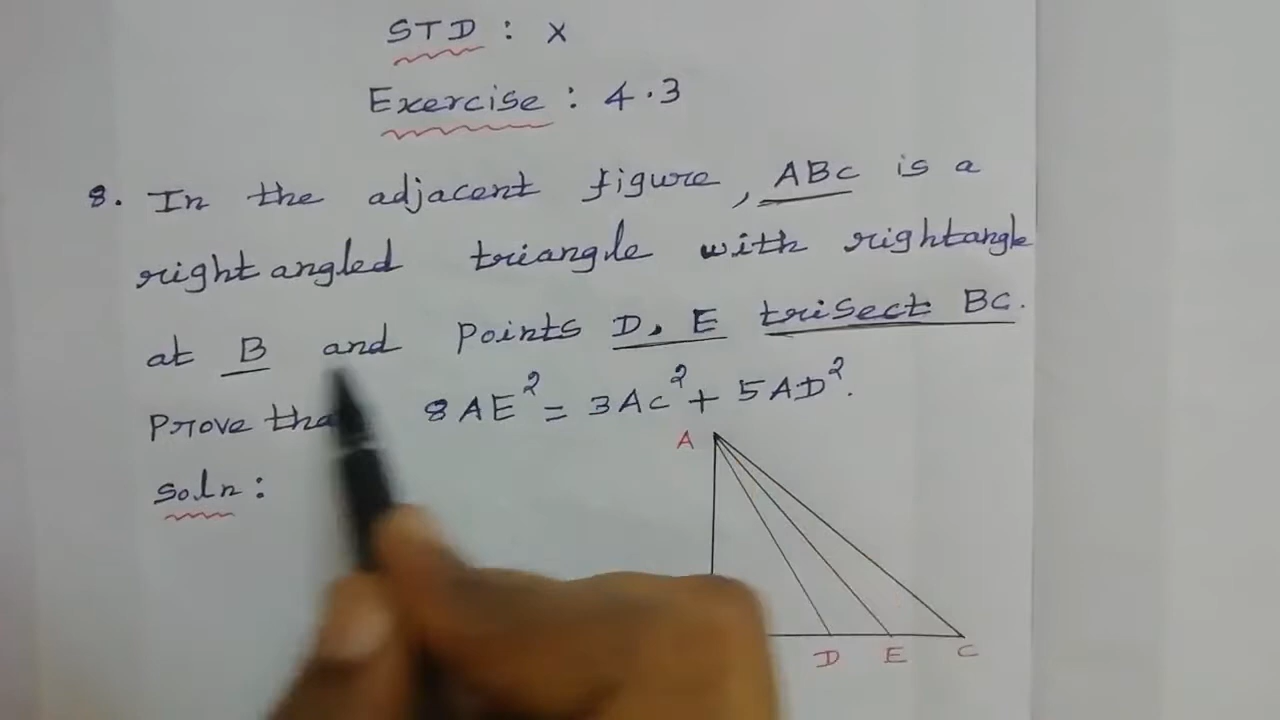 STD : X
Exercise : 4.3
8. In the adjacent figure, ABC is a
right angled triangle with rightangle
at B and Points D, E trisect BC.
Prove tha 8AE² = 3AC² + 5AD².
Soln :
A
D E C